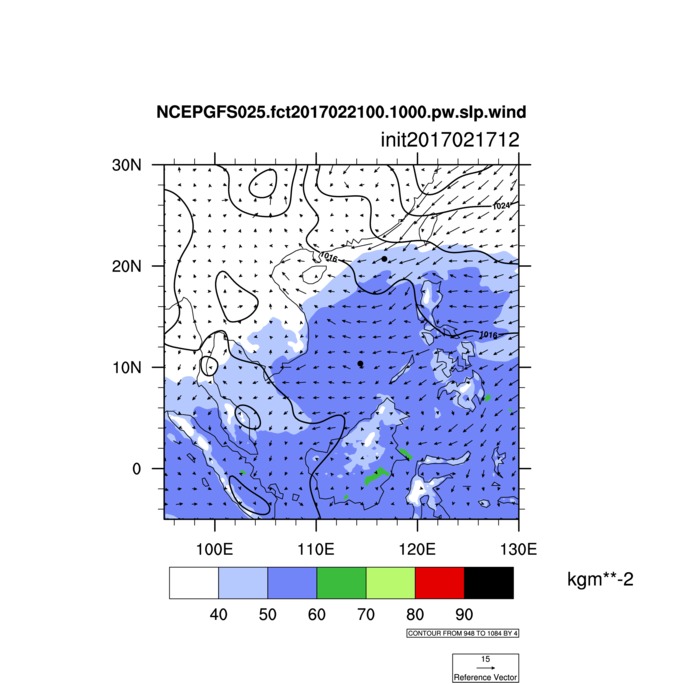 NCEPGFS025.fct2017022100.1000.pw.slp.wind
init2017021712
30N
1024
1016
20N
1016
10N
0
100E 110E 120E 130E
kgm**-2
40 50 60 70 80 90
CONTOUR FROM 948 TO 1084 BY 4
15
Reference Vector